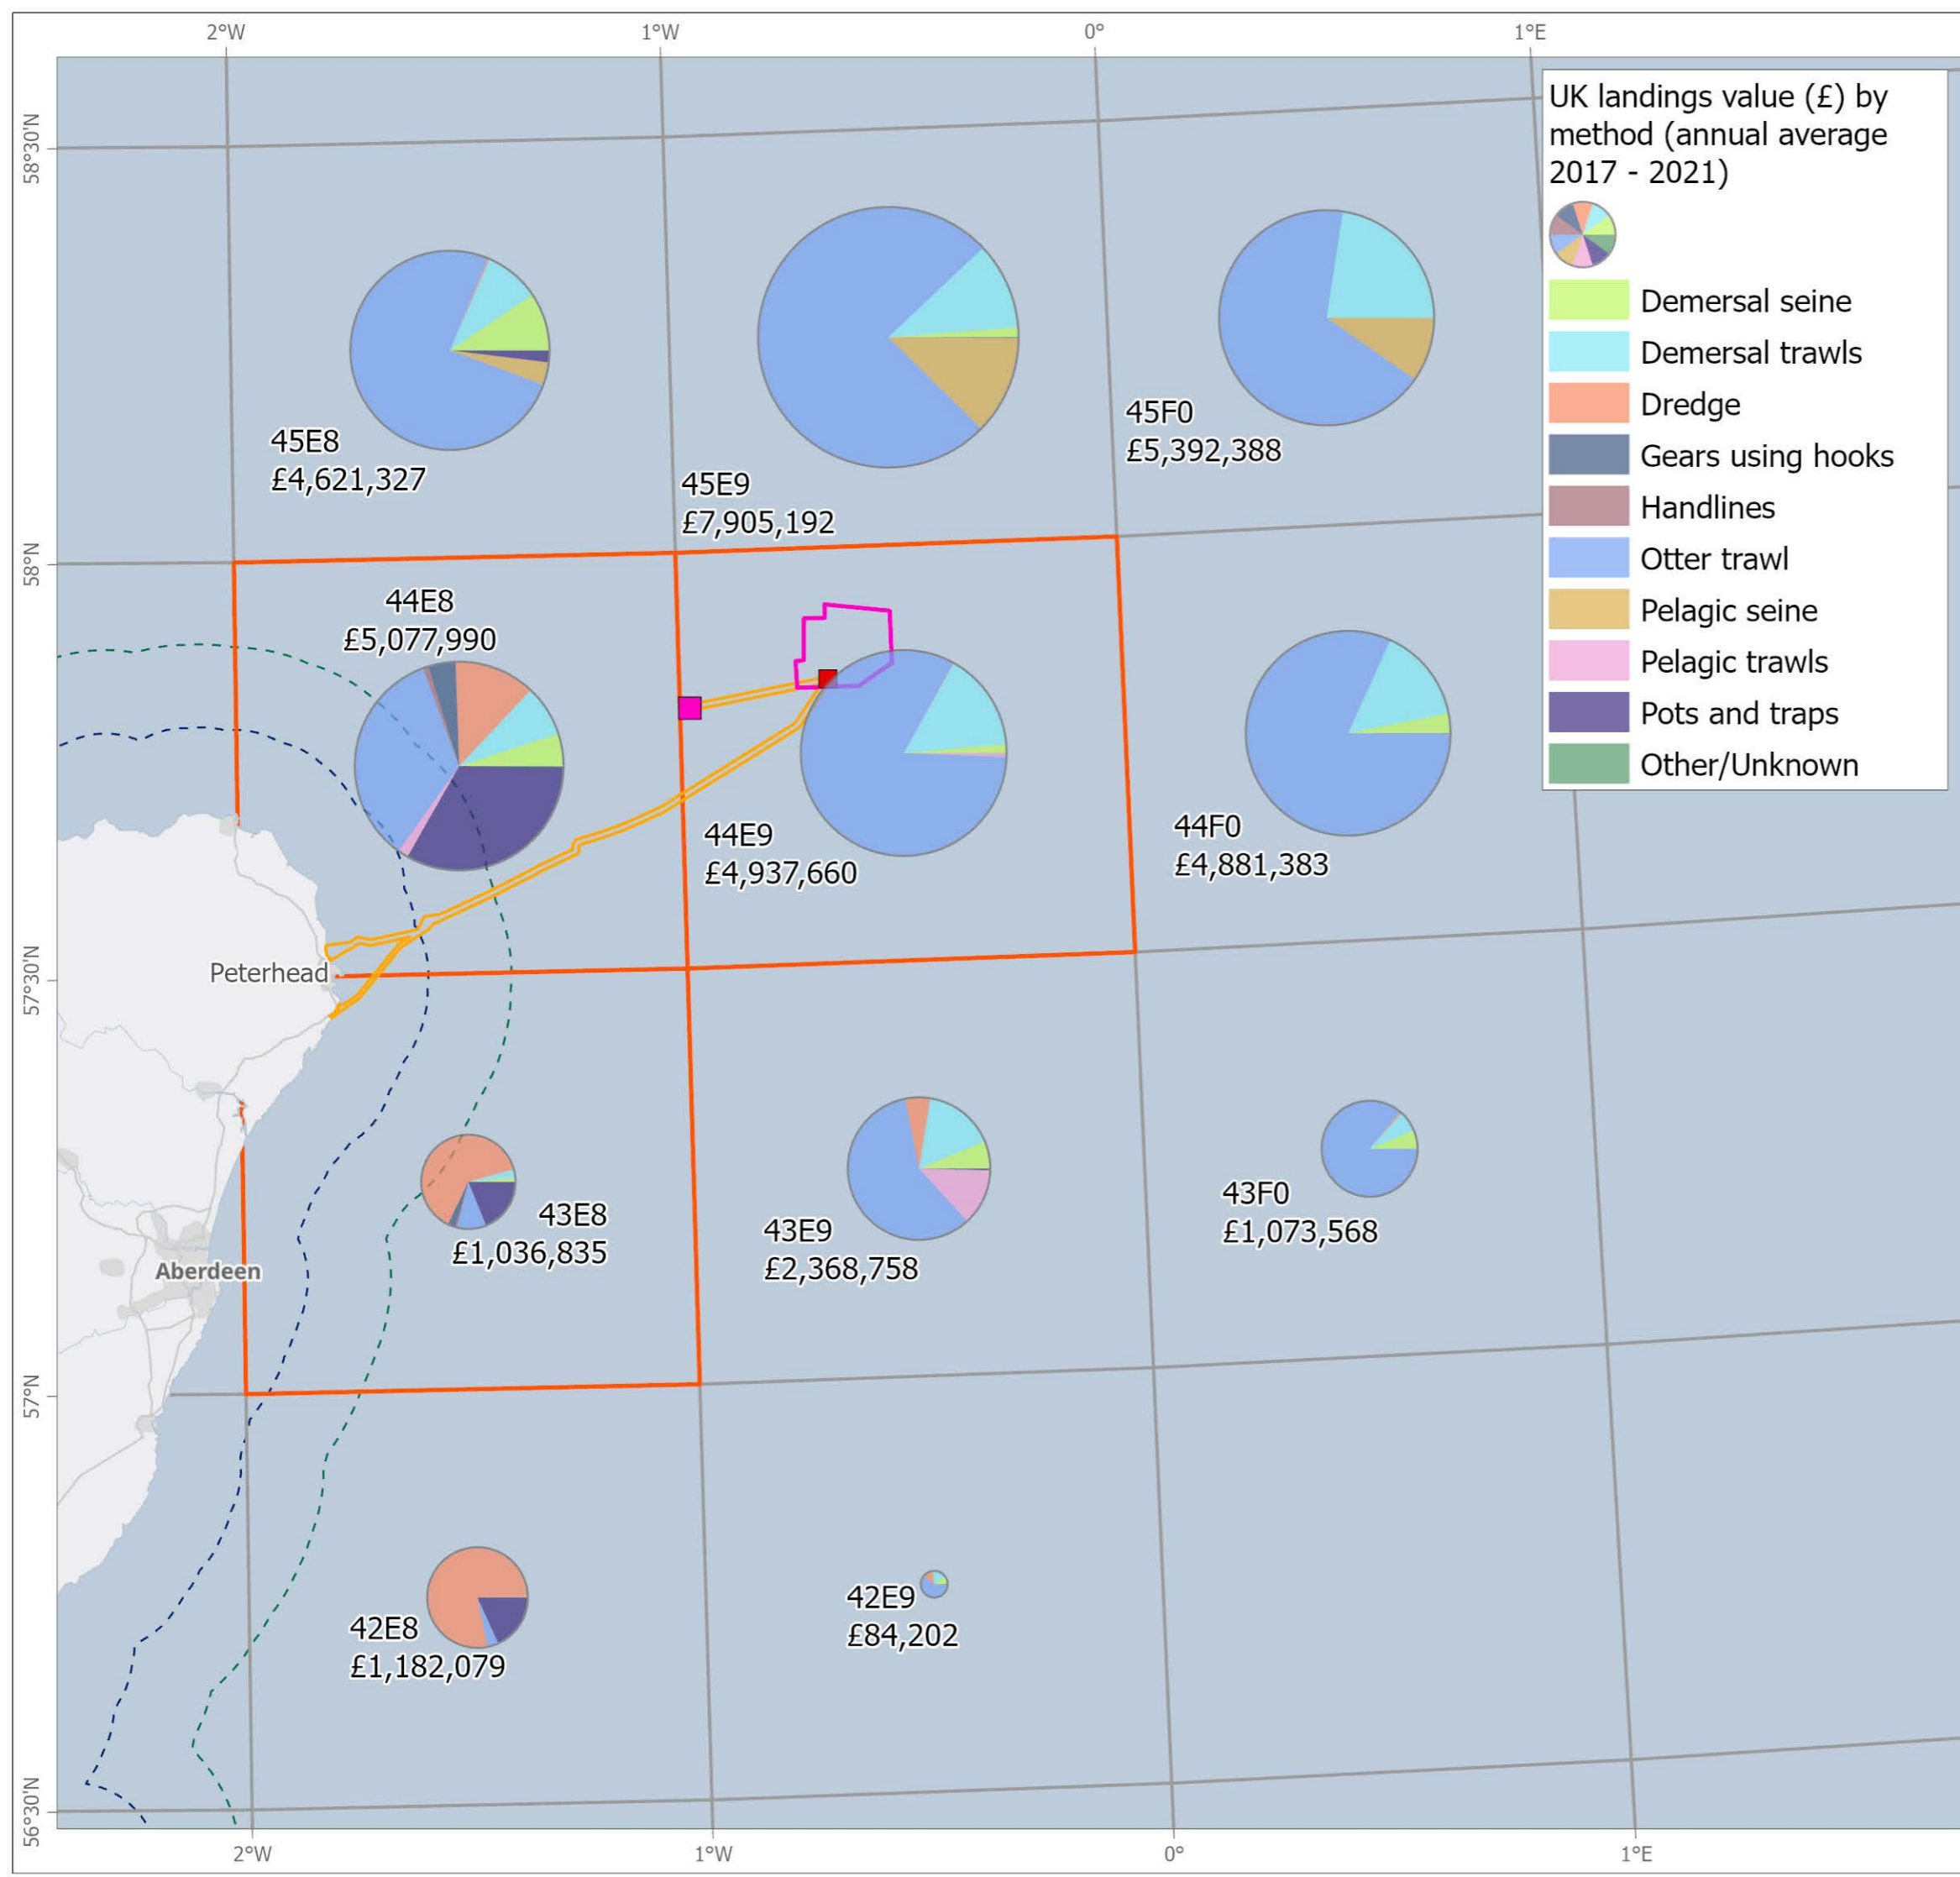 2°W
1°W
0°
1°E
58°30'N
58°N
57°30'N
57°N
56°30'N
UK landings value (£) by
method (annual average
2017 - 2021)
Demersal seine
Demersal trawls
Dredge
Gears using hooks
Handlines
Otter trawl
Pelagic seine
Pelagic trawls
Pots and traps
Other/Unknown
45E8
£4,621,327
45E9
£7,905,192
45F0
£5,392,388
44E8
£5,077,990
44E9
£4,937,660
44F0
£4,881,383
Peterhead
43E8
£1,036,835
43E9
£2,368,758
43F0
£1,073,568
Aberdeen
42E8
£1,182,079
42E9
£84,202
2°W
1°W
0°
1°E